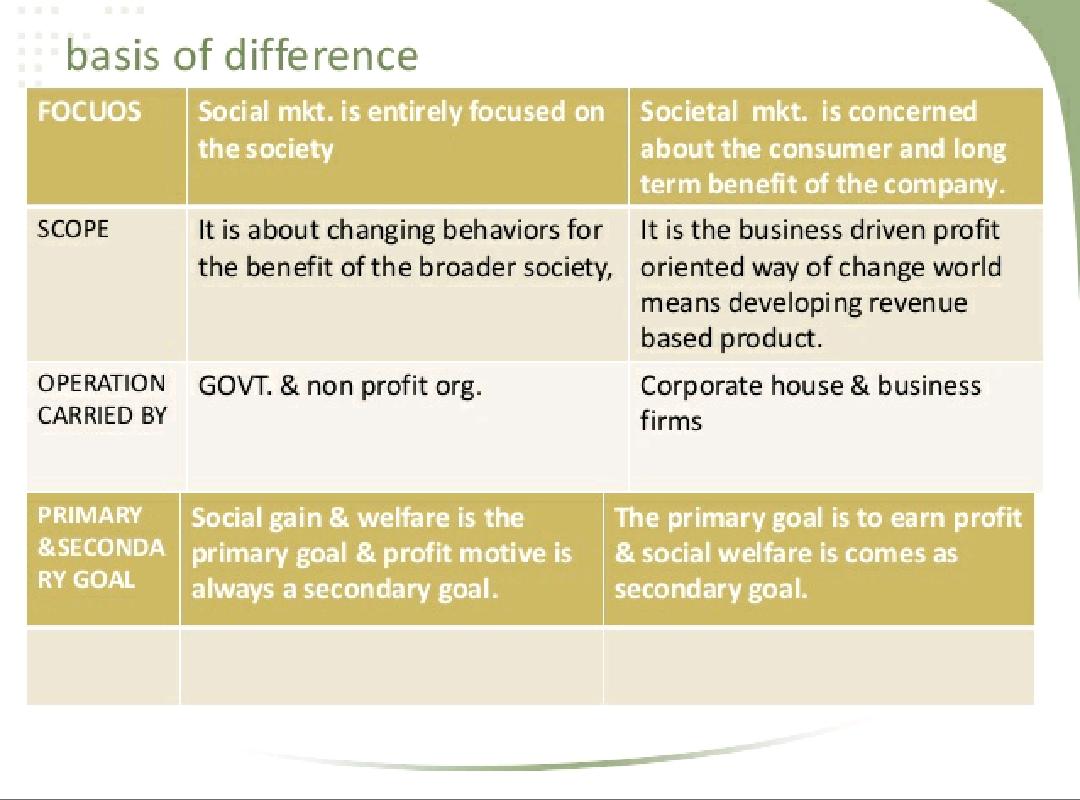 basis of difference
FOCUOS
Social mkt. is entirely focused on
the society
Societal mkt. is concerned
about the consumer and long
term benefit of the company.
SCOPE
It is about changing behaviors for
the benefit of the broader society,
It is the business driven profit
oriented way of change world
means developing revenue
based product.
OPERATION
CARRIED BY
GOVT. & non profit org.
Corporate house & business
firms
PRIMARY
&SECONDA
RY GOAL
Social gain & welfare is the
primary goal & profit motive is
always a secondary goal.
The primary goal is to earn profit
& social welfare is comes as
secondary goal.